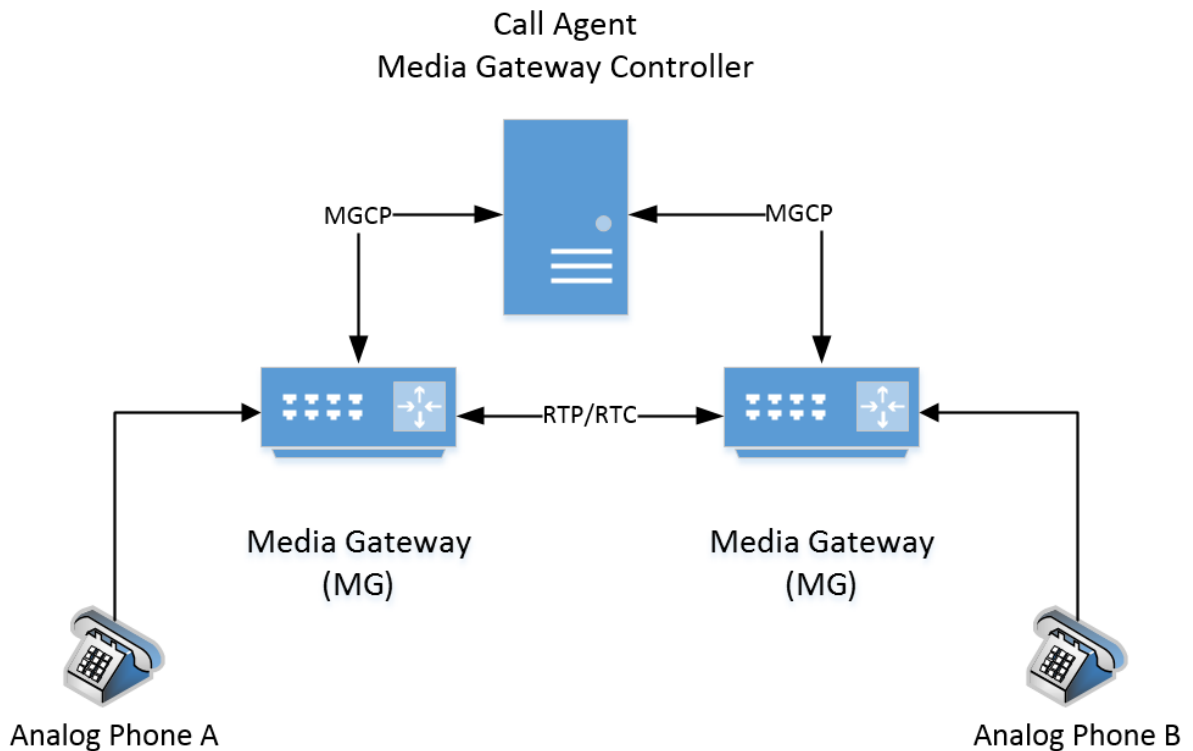 Call Agent
Media Gateway Controller
MGCP
MGCP
RTP/RTC
Media Gateway
(MG)
Media Gateway
(MG)
Analog Phone A
Analog Phone B